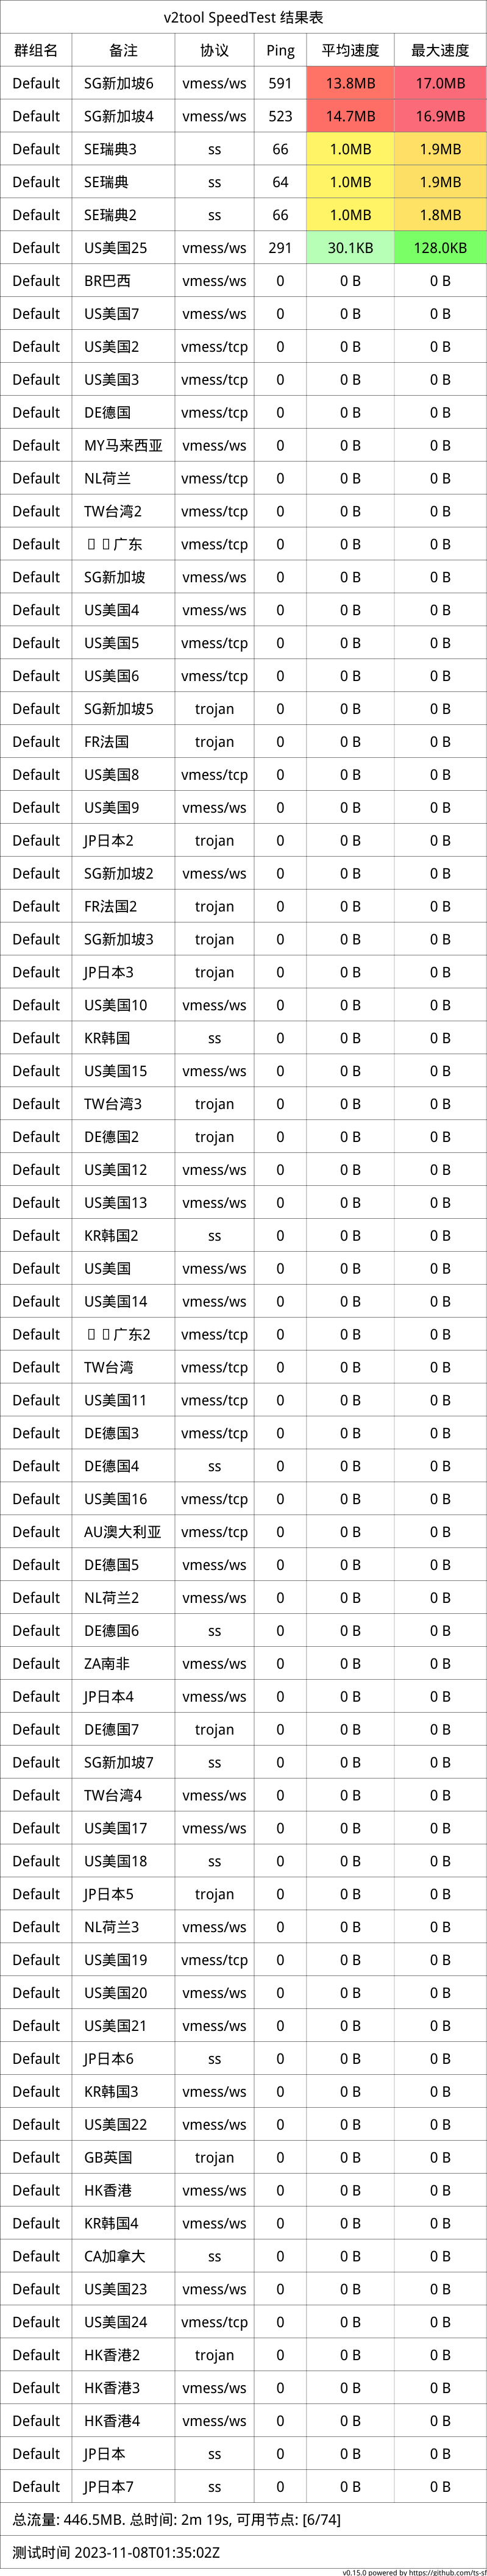 v2tool SpeedTest 结果表
群组名 备注 协议 Ping 平均速度 最大速度
Default SG新加坡6 vmess/ws 591 13.8MB 17.0MB
Default SG新加坡4 vmess/ws 523 14.7MB 16.9MB
Default SE瑞典3 ss 66 1.0MB 1.9MB
Default SE瑞典 ss 64 1.0MB 1.9MB
Default SE瑞典2 ss 66 1.0MB 1.8MB
Default US美国25 vmess/ws 291 30.1KB 128.0KB
Default BR巴西 vmess/ws 0 0 B 0 B
Default US美国7 vmess/ws 0 0 B 0 B
Default US美国2 vmess/tcp 0 0 B 0 B
Default US美国3 vmess/tcp 0 0 B 0 B
Default DE德国 vmess/tcp 0 0 B 0 B
Default MY马来西亚 vmess/ws 0 0 B 0 B
Default NL荷兰 vmess/tcp 0 0 B 0 B
Default TW台湾2 vmess/tcp 0 0 B 0 B
Default 广东 vmess/tcp 0 0 B 0 B
Default SG新加坡 vmess/ws 0 0 B 0 B
Default US美国4 vmess/ws 0 0 B 0 B
Default US美国5 vmess/tcp 0 0 B 0 B
Default US美国6 vmess/tcp 0 0 B 0 B
Default SG新加坡5 trojan 0 0 B 0 B
Default FR法国 trojan 0 0 B 0 B
Default US美国8 vmess/tcp 0 0 B 0 B
Default US美国9 vmess/ws 0 0 B 0 B
Default JP日本2 trojan 0 0 B 0 B
Default SG新加坡2 vmess/ws 0 0 B 0 B
Default FR法国2 trojan 0 0 B 0 B
Default SG新加坡3 trojan 0 0 B 0 B
Default JP日本3 trojan 0 0 B 0 B
Default US美国10 vmess/ws 0 0 B 0 B
Default KR韩国 ss 0 0 B 0 B
Default US美国15 vmess/ws 0 0 B 0 B
Default TW台湾3 trojan 0 0 B 0 B
Default DE德国2 trojan 0 0 B 0 B
Default US美国12 vmess/ws 0 0 B 0 B
Default US美国13 vmess/ws 0 0 B 0 B
Default KR韩国2 ss 0 0 B 0 B
Default US美国 vmess/ws 0 0 B 0 B
Default US美国14 vmess/ws 0 0 B 0 B
Default 广东2 vmess/tcp 0 0 B 0 B
Default TW台湾 vmess/ws 0 0 B 0 B
Default US美国11 vmess/tcp 0 0 B 0 B
Default DE德国3 vmess/tcp 0 0 B 0 B
Default DE德国4 ss 0 0 B 0 B
Default US美国16 vmess/tcp 0 0 B 0 B
Default AU澳大利亚 vmess/tcp 0 0 B 0 B
Default DE德国5 vmess/ws 0 0 B 0 B
Default NL荷兰2 vmess/ws 0 0 B 0 B
Default DE德国6 ss 0 0 B 0 B
Default ZA南非 vmess/ws 0 0 B 0 B
Default JP日本4 vmess/ws 0 0 B 0 B
Default DE德国7 trojan 0 0 B 0 B
Default SG新加坡7 ss 0 0 B 0 B
Default TW台湾4 vmess/ws 0 0 B 0 B
Default US美国17 vmess/ws 0 0 B 0 B
Default US美国18 ss 0 0 B 0 B
Default JP日本5 trojan 0 0 B 0 B
Default NL荷兰3 vmess/ws 0 0 B 0 B
Default US美国19 vmess/tcp 0 0 B 0 B
Default US美国20 vmess/ws 0 0 B 0 B
Default US美国21 vmess/ws 0 0 B 0 B
Default JP日本6 ss 0 0 B 0 B
Default KR韩国3 vmess/ws 0 0 B 0 B
Default US美国22 vmess/ws 0 0 B 0 B
Default GB英国 trojan 0 0 B 0 B
Default HK香港 vmess/ws 0 0 B 0 B
Default KR韩国4 vmess/ws 0 0 B 0 B
Default CA加拿大 ss 0 0 B 0 B
Default US美国23 vmess/ws 0 0 B 0 B
Default US美国24 vmess/tcp 0 0 B 0 B
Default HK香港2 trojan 0 0 B 0 B
Default HK香港3 vmess/ws 0 0 B 0 B
Default HK香港4 vmess/ws 0 0 B 0 B
Default JP日本 ss 0 0 B 0 B
Default JP日本7 ss 0 0 B 0 B
总流量: 446.5MB. 总时间: 2m 19s, 可用节点: [6/74]
测试时间 2023-11-08T01:35:02Z
v0.15.0 powered by https://github.com/ts-sf